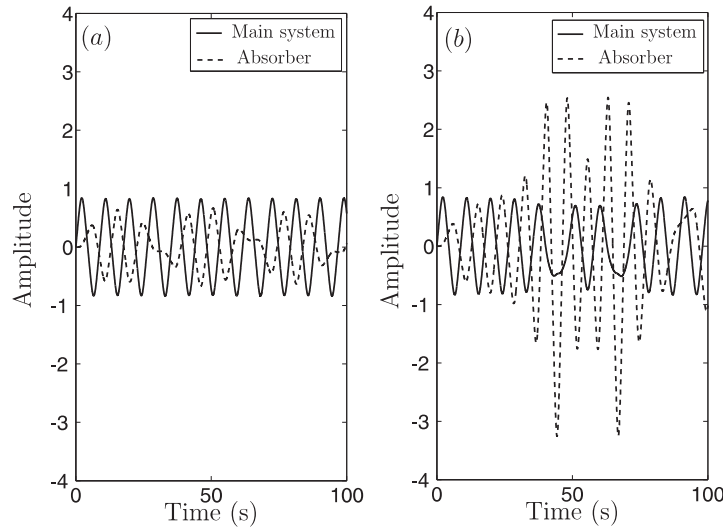 (a)
Main system
Absorber
4
3
2
1
0
-1
-2
-3
-4
Amplitude
0
50
100
Time (s)
(b)
Main system
Absorber
4
3
2
1
0
-1
-2
-3
-4
Amplitude
0
50
100
Time (s)